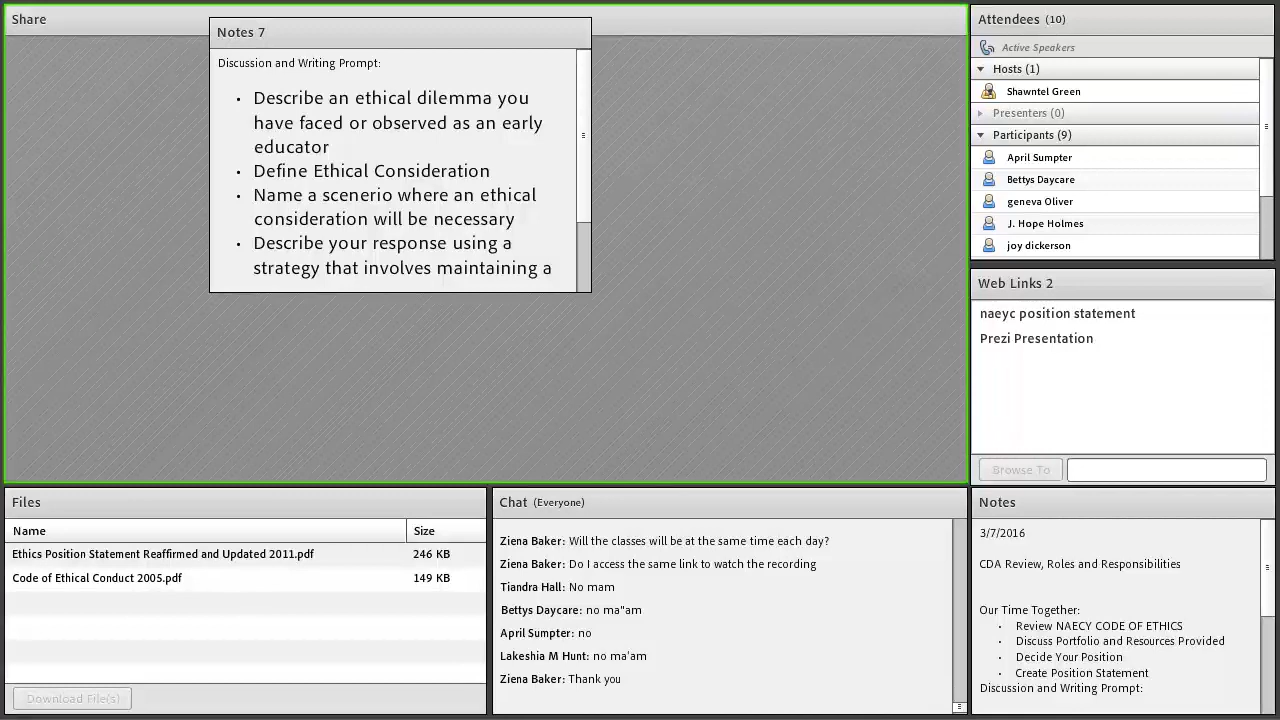 Share
Notes 7
Discussion and Writing Prompt:
• Describe an ethical dilemma you
have faced or observed as an early
educator
• Define Ethical Consideration
• Name a scenerio where an ethical
consideration will be necessary
• Describe your response using a
strategy that involves maintaining a
Attendees (10)
Active Speakers
Hosts (1)
Shawntel Green
Presenters (0)
Participants (9)
April Sumpter
Bettys Daycare
geneva Oliver
J. Hope Holmes
joy dickerson
Web Links 2
naeyc position statement
Prezi Presentation
Browse To
Files
Name Size
Ethics Position Statement Reaffirmed and Updated 2011.pdf 246 KB
Code of Ethical Conduct 2005.pdf 149 KB
Download File(s)
Chat (Everyone)
Ziena Baker: Will the classes will be at the same time each day?
Ziena Baker: Do I access the same link to watch the recording
Tiandra Hall: No mam
Bettys Daycare: no ma"am
April Sumpter: no
Lakeshia M Hunt: no ma'am
Ziena Baker: Thank you
Notes
3/7/2016
CDA Review, Roles and Responsibilities
Our Time Together:
• Review NAECY CODE OF ETHICS
• Discuss Portfolio and Resources Provided
• Decide Your Position
• Create Position Statement
Discussion and Writing Prompt: